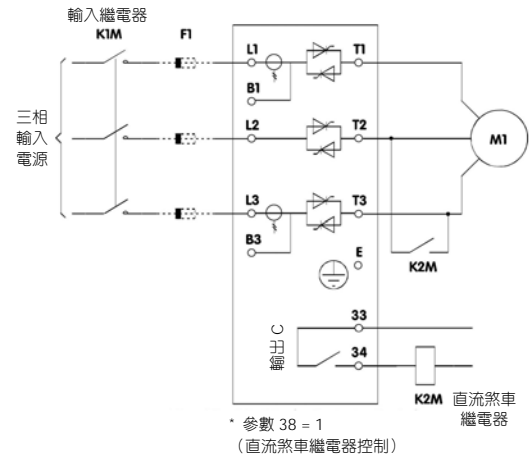 輸入繼電器
K1M
F1
L1
T1
B1
三相
輸入
電源
L2
T2
M1
L3
T3
B3
E
K2M
輸出 C
33
34
K2M
直流煞車
繼電器
* 參數 38 = 1
（直流煞車繼電器控制）